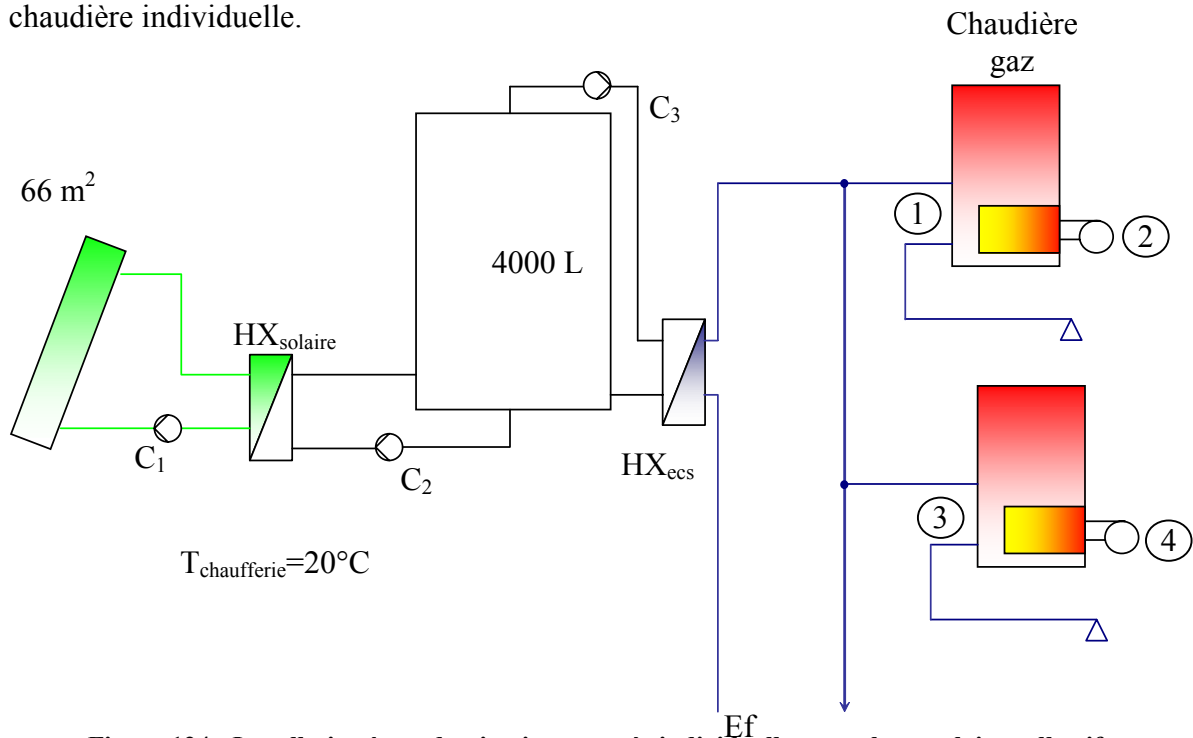 chaudière individuelle.
Chaudière
gaz
C₃
66 m²
1
2
4000 L
HXsolaire
C₁
C₂
HXecs
3
4
Tchaufferie=20°C
Ef